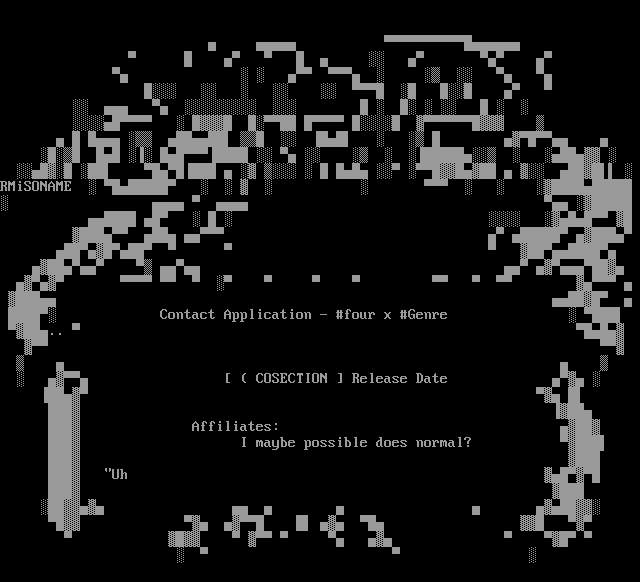 RMiSONAME
Contact Application - #four x #Genre
..
[ ( COSECTION ] Release Date
Affiliates:
I maybe possible does normal?
"Uh